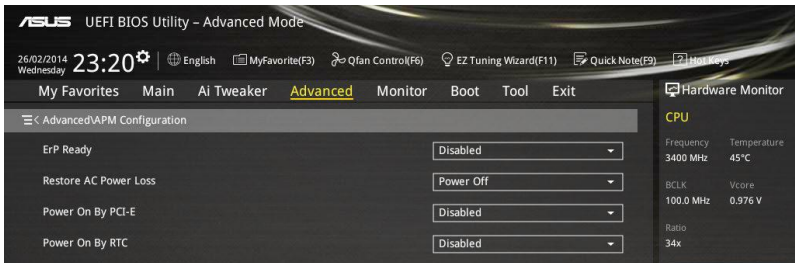 ASUS UEFI BIOS Utility – Advanced Mode
26/02/2014
Wednesday
23:20
English
MyFavorite(F3)
Qfan Control(F6)
EZ Tuning Wizard(F11)
Quick Note(F9)
? Hot Keys
My Favorites Main Ai Tweaker Advanced Monitor Boot Tool Exit
Hardware Monitor
< Advanced\APM Configuration
ErP Ready Disabled
Restore AC Power Loss Power Off
Power On By PCI-E Disabled
Power On By RTC Disabled
CPU
Frequency Temperature
3400 MHz 45°C
BCLK Vcore
100.0 MHz 0.976 V
Ratio
34x